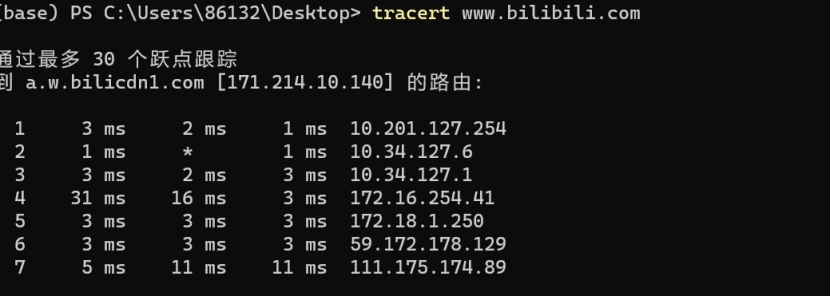 (base) PS C:\Users\86132\Desktop> tracert www.bilibili.com
通过最多 30 个跃点跟踪
到 a.w.bilicdn1.com [171.214.10.140] 的路由:
1 3 ms 2 ms 1 ms 10.201.127.254
2 1 ms * 1 ms 10.34.127.6
3 3 ms 2 ms 3 ms 10.34.127.1
4 31 ms 16 ms 3 ms 172.16.254.41
5 3 ms 3 ms 3 ms 172.18.1.250
6 3 ms 3 ms 3 ms 59.172.178.129
7 5 ms 11 ms 11 ms 111.175.174.89